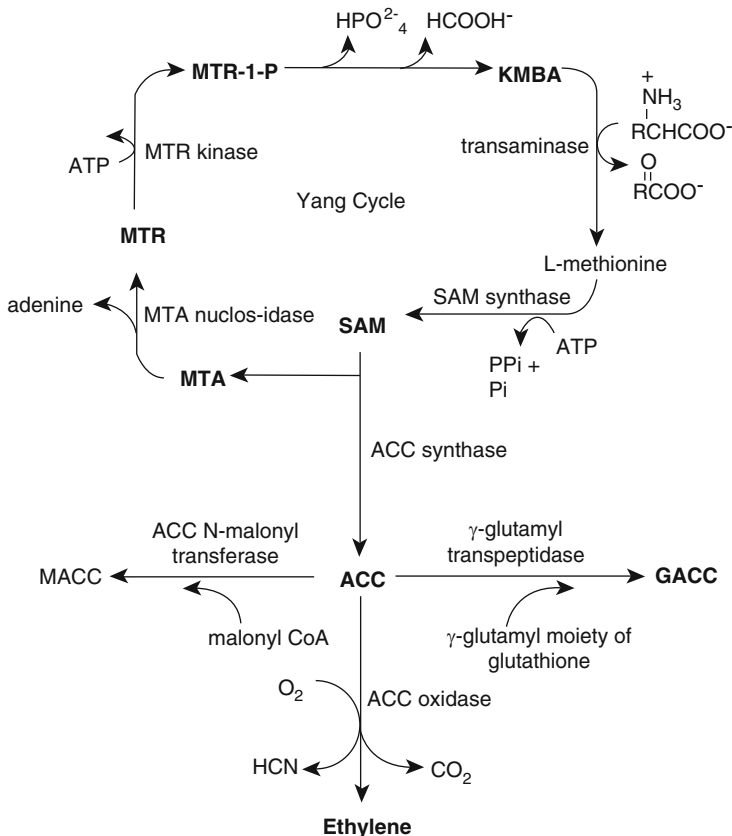 HPO²⁻₄
HCOOH⁻
MTR-1-P
KMBA
+
NH₃
RCHCOO⁻
transaminase
O
RCOO⁻
MTR kinase
ATP
Yang Cycle
MTR
L-methionine
adenine
MTA nuclos-idase
SAM synthase
SAM
ATP
PPi +
Pi
MTA
ACC synthase
ACC N-malonyl
transferase
γ-glutamyl
transpeptidase
MACC
ACC
GACC
malonyl CoA
γ-glutamyl moiety of
glutathione
O₂
ACC oxidase
HCN
CO₂
Ethylene